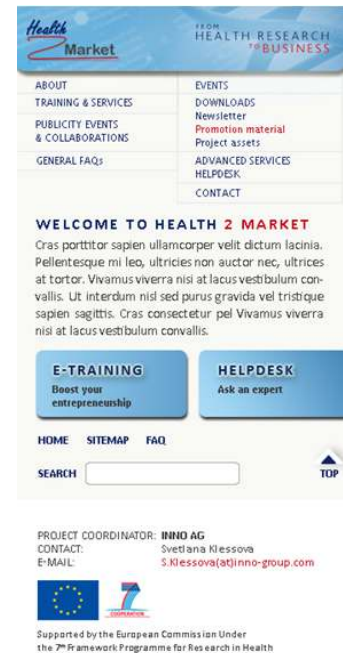 Health
Market
FROM
HEALTH RESEARCH
TO BUSINESS
ABOUT
TRAINING & SERVICES
PUBLICITY EVENTS
& COLLABORATIONS
GENERAL FAQs
EVENTS
DOWNLOADS
Newsletter
Promotion material
Project assets
ADVANCED SERVICES
HELPDESK
CONTACT
WELCOME TO HEALTH 2 MARKET
Cras porttitor sapien ullamcorper velit dictum lacinia.
Pellentesque mi leo, ultricies non auctor nec, ultrices
at tortor. Vivamus viverra nisi at lacus vestibulum con-
vallis. Ut interdum nisl sed purus gravida vel tristique
sapien sagittis. Cras consectetur pel Vivamus viverra
nisi at lacus vestibulum convallis.
E-TRAINING
Boost your
entrepreneurship
HELPDESK
Ask an expert
HOME SITEMAP FAQ
SEARCH
TOP
PROJECT COORDINATOR: INNO AG
CONTACT: Svetlana Klessova
E-MAIL: S.Klessova(at)inno-group.com
7
COOPERATION
Supported by the European Commission Under
the 7th Framework Programme for Research in Health